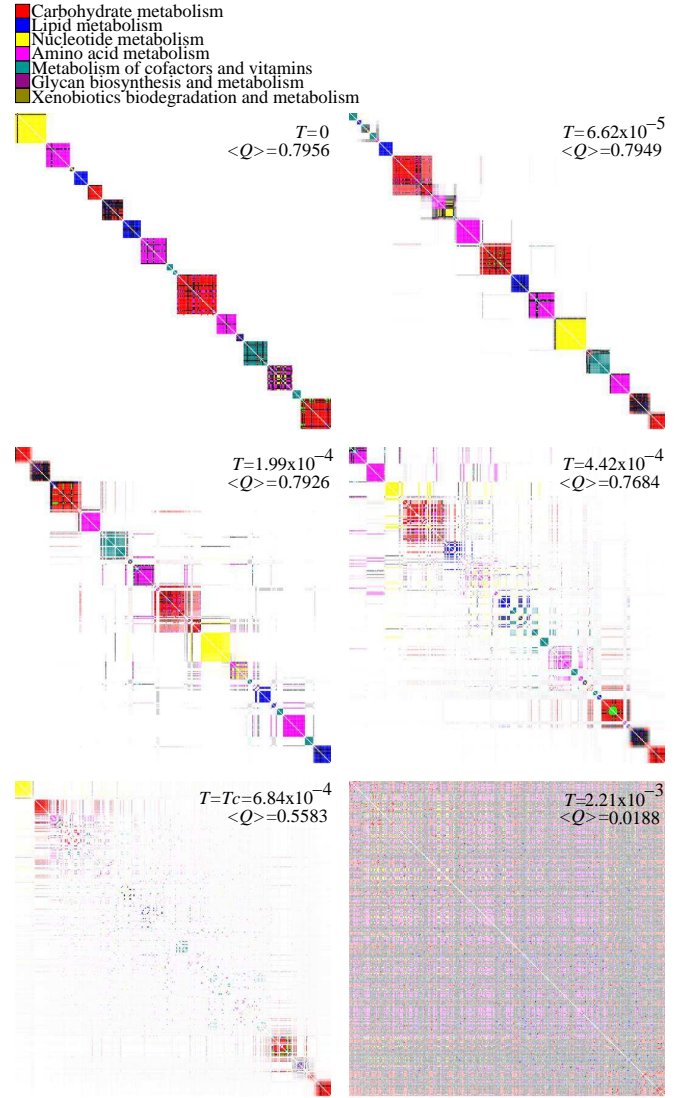 Carbohydrate metabolism
Lipid metabolism
Nucleotide metabolism
Amino acid metabolism
Metabolism of cofactors and vitamins
Glycan biosynthesis and metabolism
Xenobiotics biodegradation and metabolism
T=0
<Q>=0.7956
T=6.62x10⁻⁵
<Q>=0.7949
T=1.99x10⁻⁴
<Q>=0.7926
T=4.42x10⁻⁴
<Q>=0.7684
T=Tc=6.84x10⁻⁴
<Q>=0.5583
T=2.21x10⁻³
<Q>=0.0188